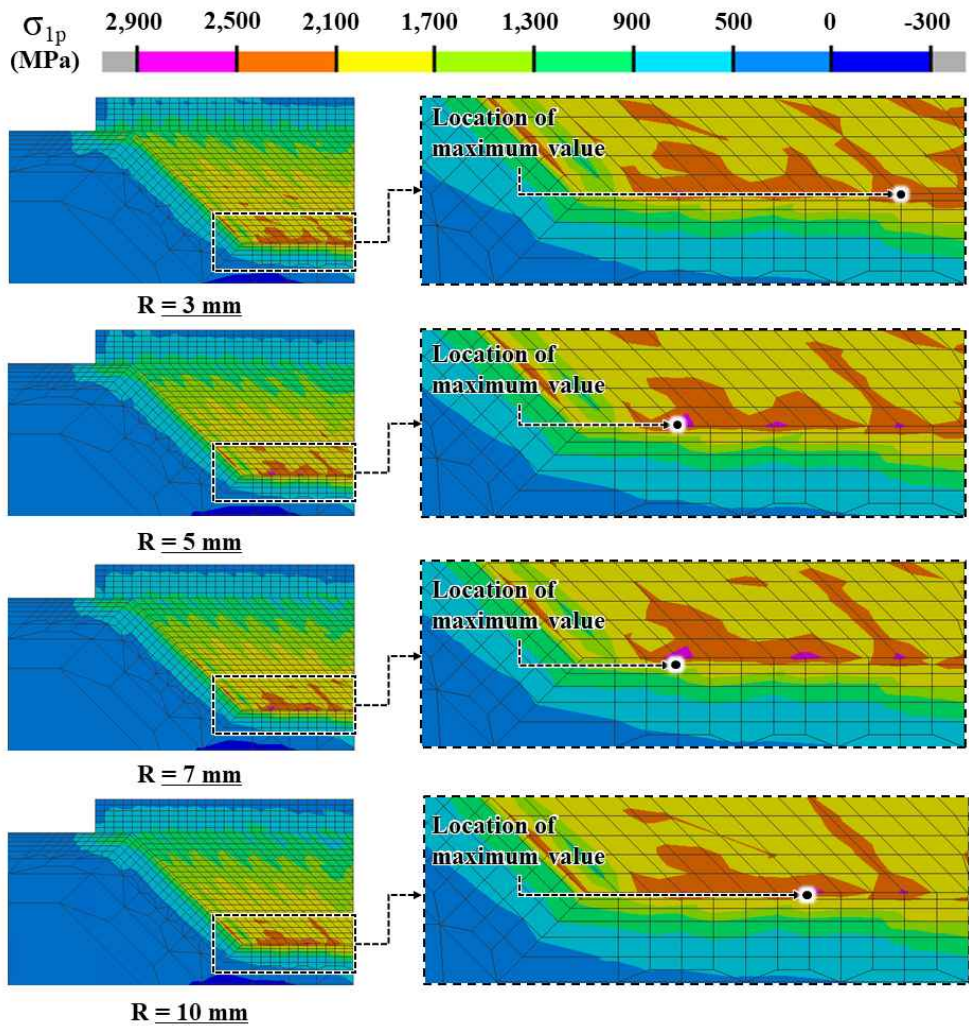 σ1p 2,900 2,500 2,100 1,700 1,300 900 500 0 -300
(MPa)
Location of
maximum value
R = 3 mm
Location of
maximum value
R = 5 mm
Location of
maximum value
R = 7 mm
Location of
maximum value
R = 10 mm